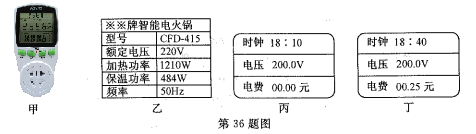 ※※牌智能电火锅
型号 CFD-415
额定电压 220V
加热功率 1210W
保温功率 484W
频率 50Hz
时钟 18：10
电压 200.0V
电费 00.00 元
时钟 18：40
电压 200.0V
电费 00.25 元
甲 乙 丙 丁
第 36 题图